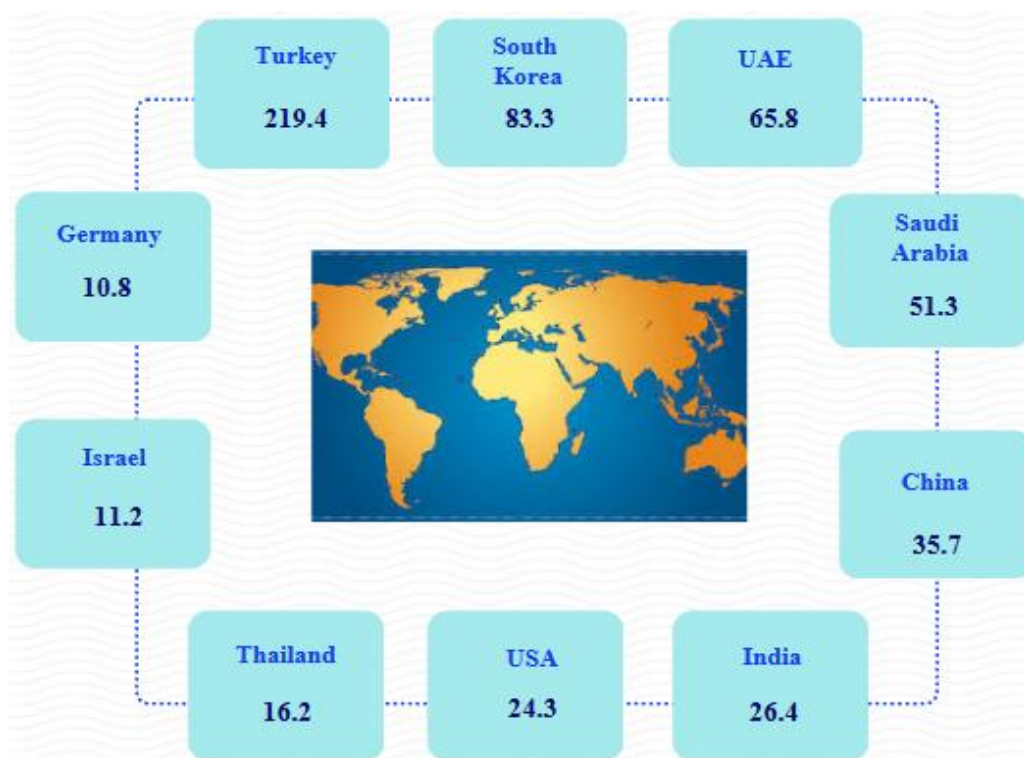 Turkey
219.4
South
Korea
83.3
UAE
65.8
Germany
10.8
Saudi
Arabia
51.3
Israel
11.2
China
35.7
Thailand
16.2
USA
24.3
India
26.4